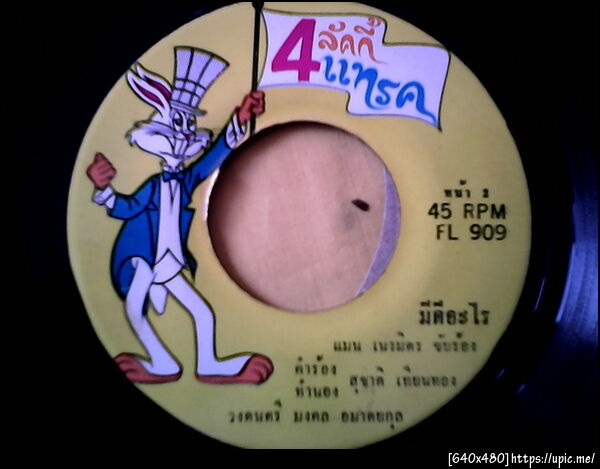 4 ลัคกี้
แทรค
หน้า 2
45 RPM
FL 909
มีดีอะไร
แมน เนรมิตร ขับร้อง
คำร้อง
ทำนอง สุชาติ เทียนทอง
วงดนตรี มงคล อมาตยกุล
[640x480]https://upic.me/